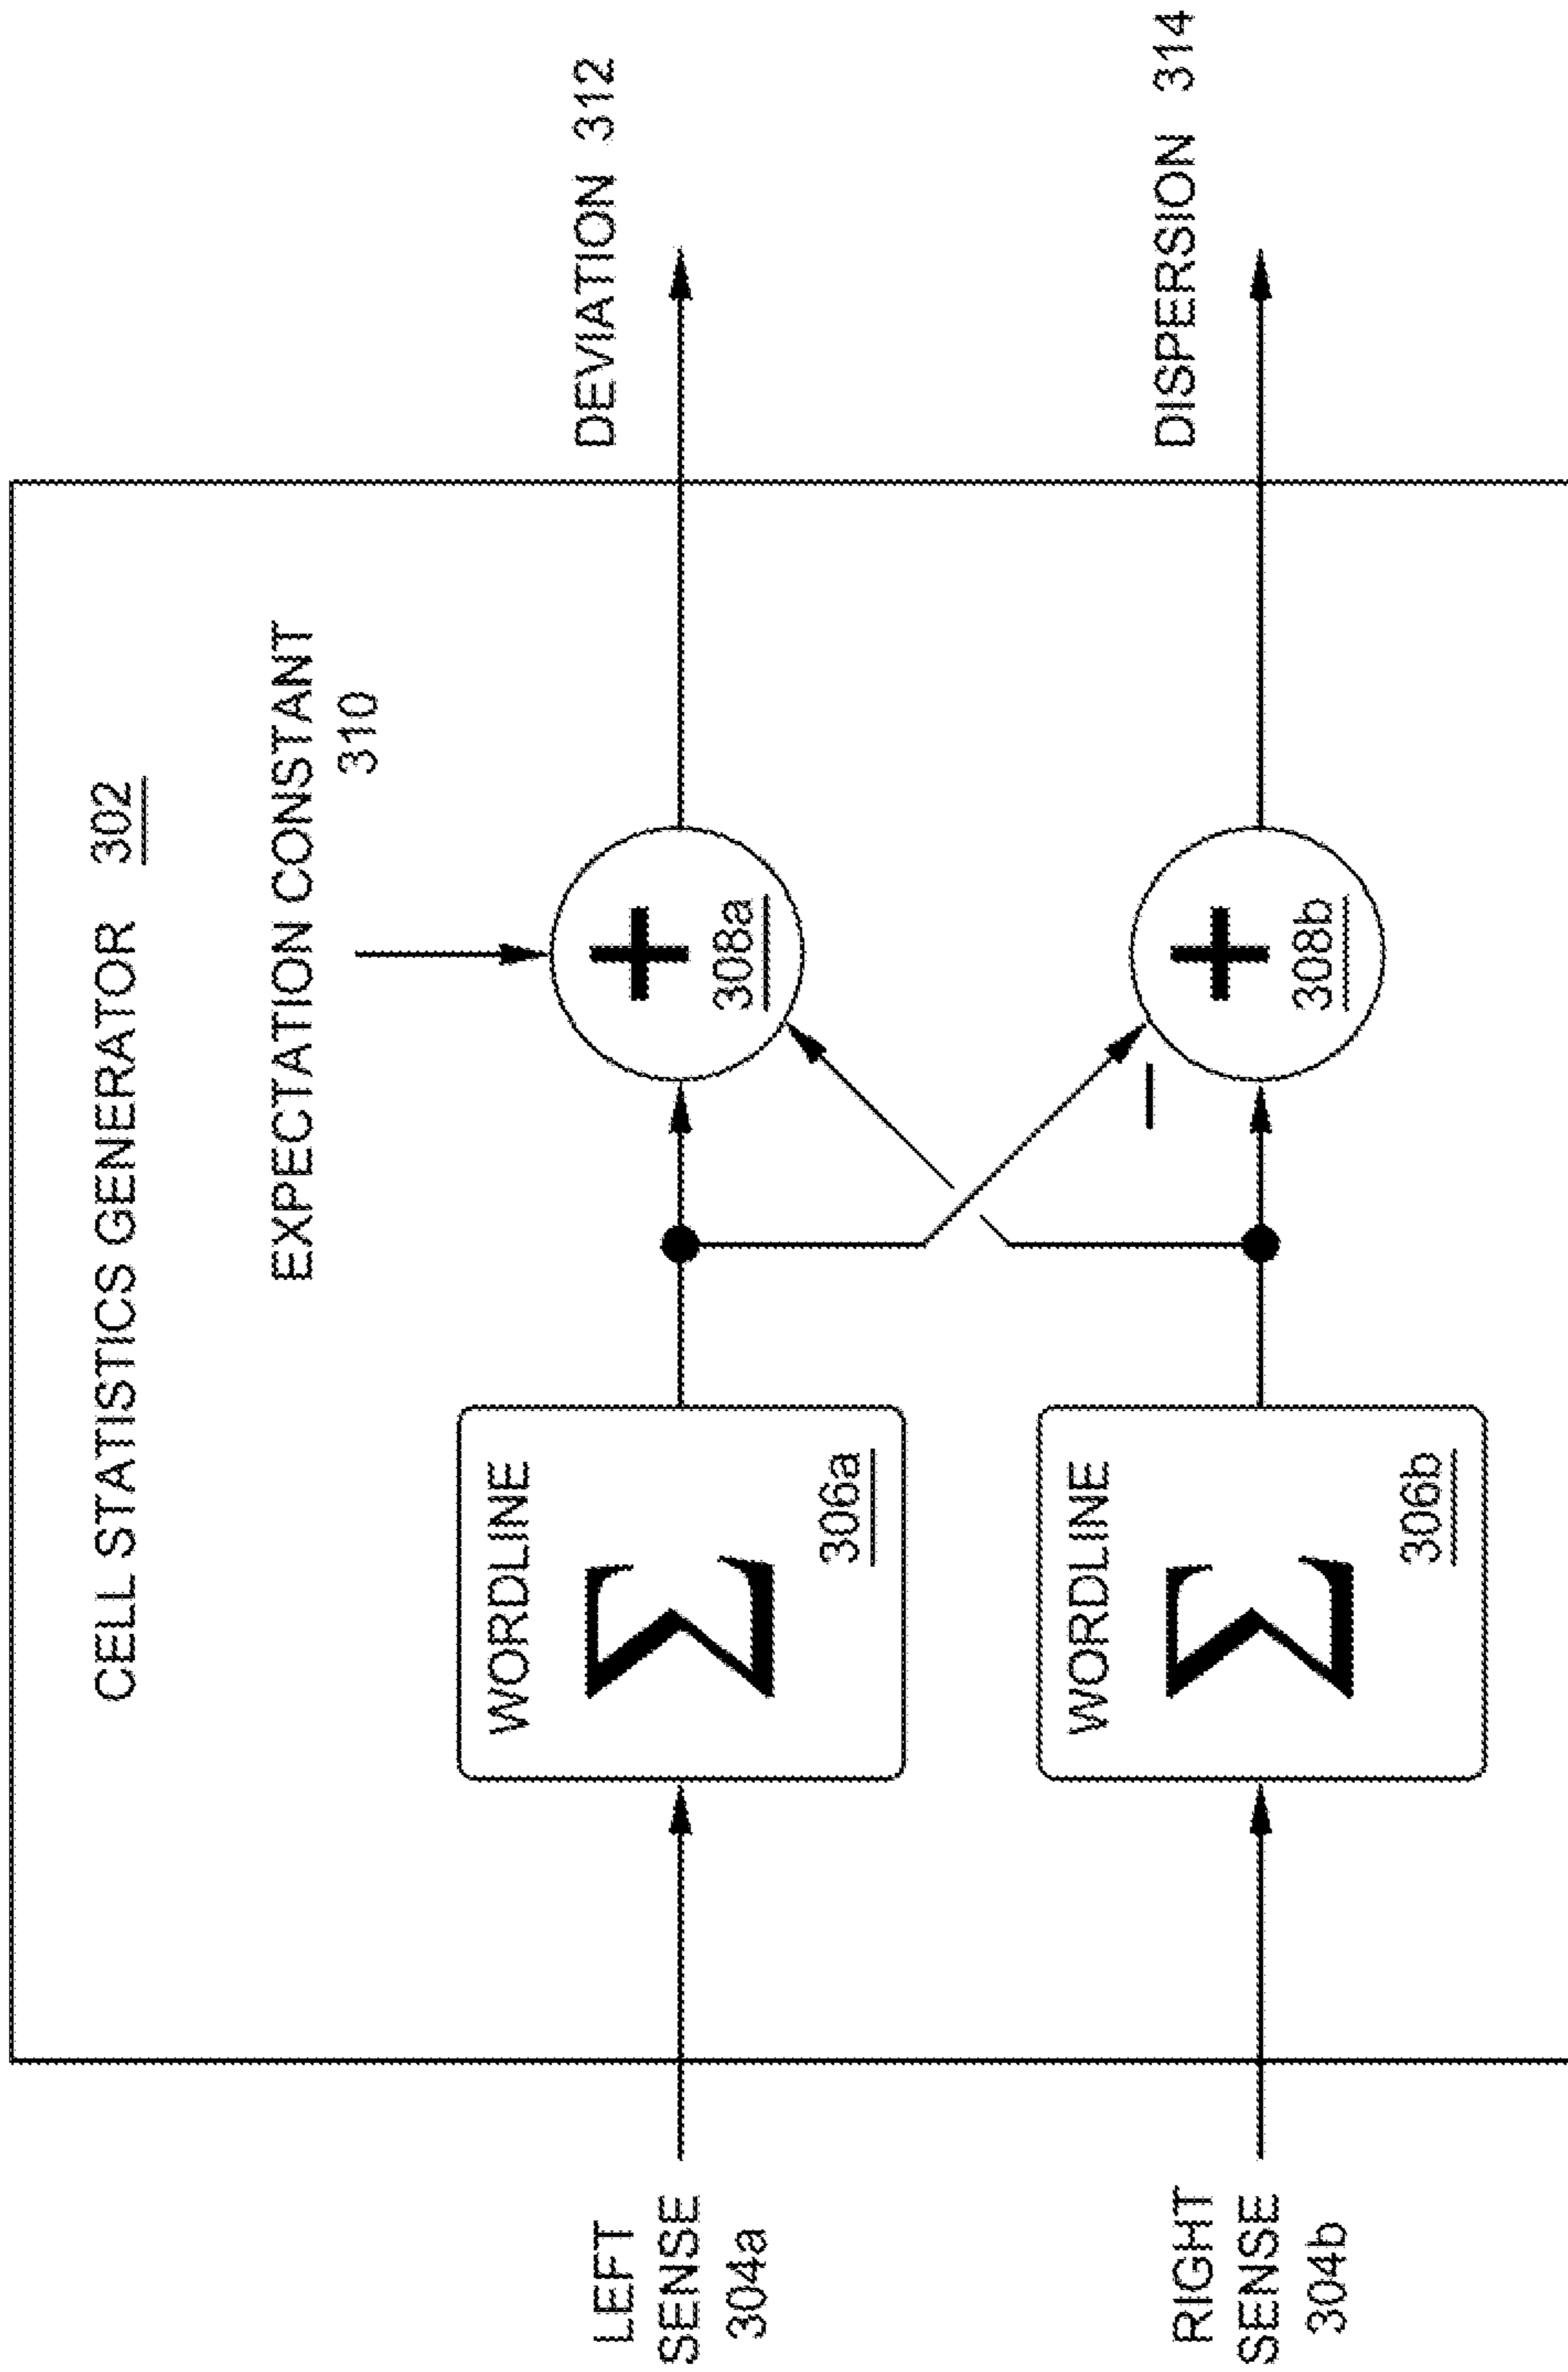 CELL STATISTICS GENERATOR 302
EXPECTATION CONSTANT
310
LEFT
SENSE
304a
WORDLINE
Σ
306a
+
308a
DEVIATION 312
RIGHT
SENSE
304b
WORDLINE
Σ
306b
−
+
308b
DISPERSION 314